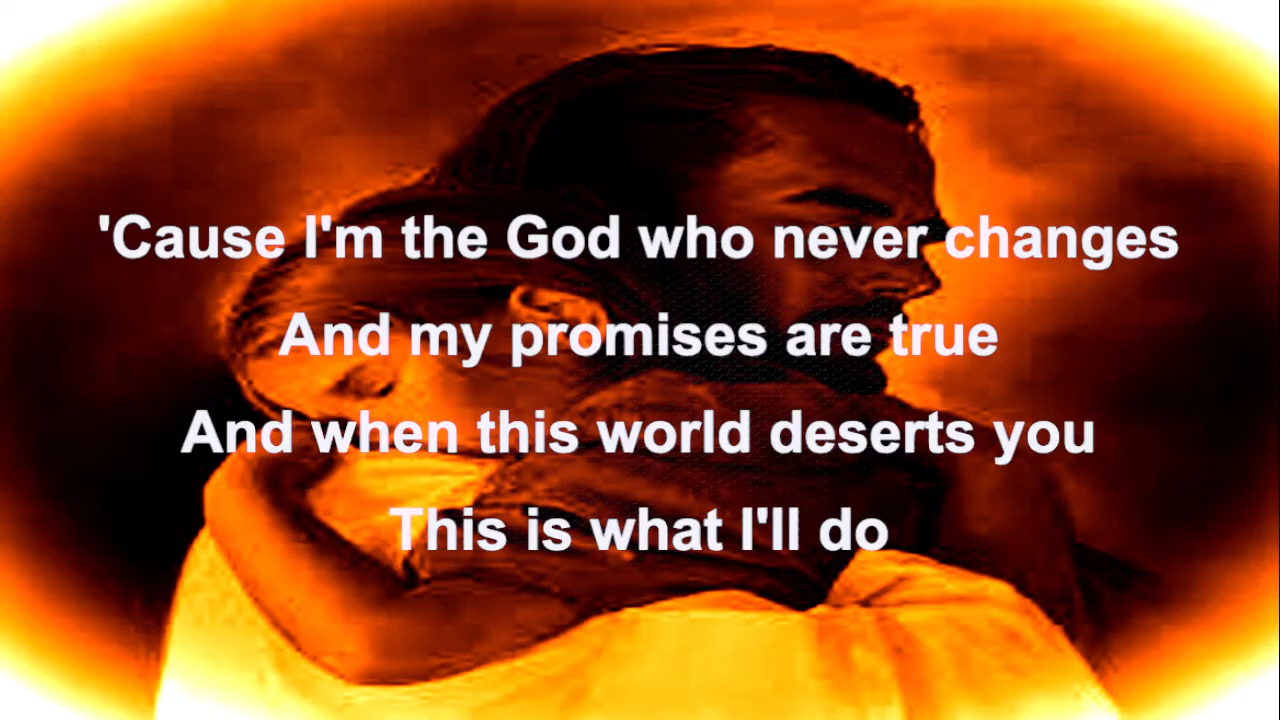 'Cause I'm the God who never changes
And my promises are true
And when this world deserts you
This is what I'll do